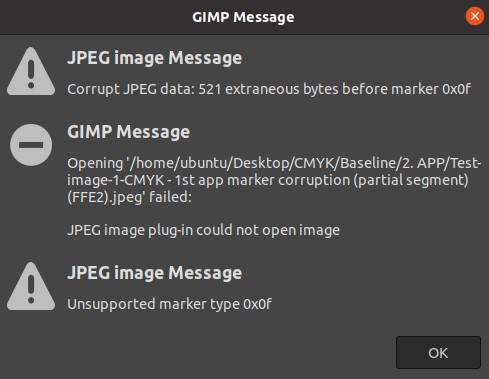 GIMP Message
JPEG image Message
Corrupt JPEG data: 521 extraneous bytes before marker 0x0f
GIMP Message
Opening '/home/ubuntu/Desktop/CMYK/Baseline/2. APP/Test-
image-1-CMYK - 1st app marker corruption (partial segment)
(FFE2).jpeg' failed:
JPEG image plug-in could not open image
JPEG image Message
Unsupported marker type 0x0f
OK